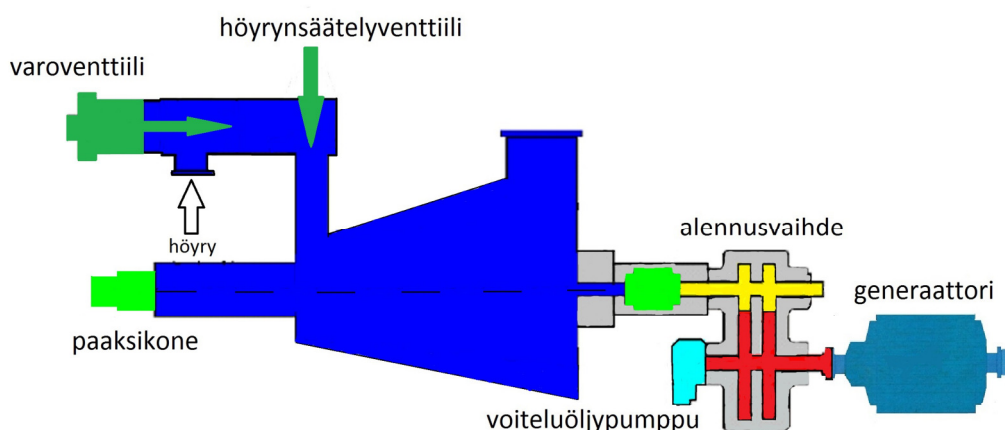 höyrynsäätelyventtiili
varoventtiili
höyry
alennusvaihde
generaattori
paaksikone
voiteluöljypumppu